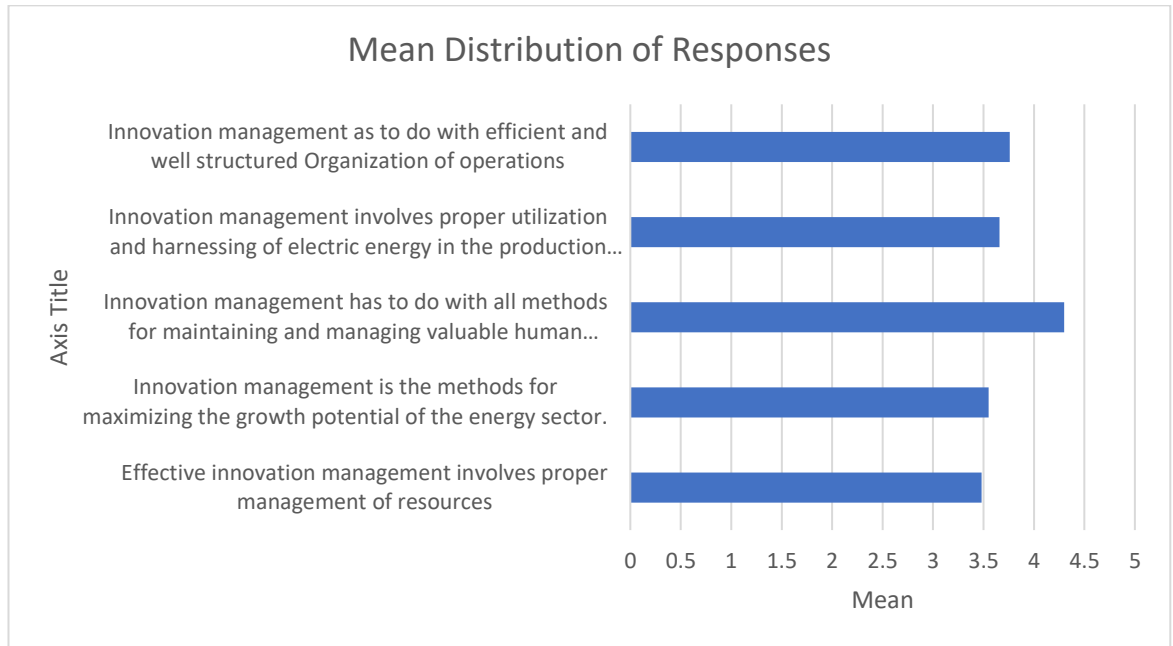 Mean Distribution of Responses
Innovation management as to do with efficient and
well structured Organization of operations
Innovation management involves proper utilization
and harnessing of electric energy in the production...
Innovation management has to do with all methods
for maintaining and managing valuable human...
Innovation management is the methods for
maximizing the growth potential of the energy sector.
Effective innovation management involves proper
management of resources
Axis Title
0 0.5 1 1.5 2 2.5 3 3.5 4 4.5 5
Mean